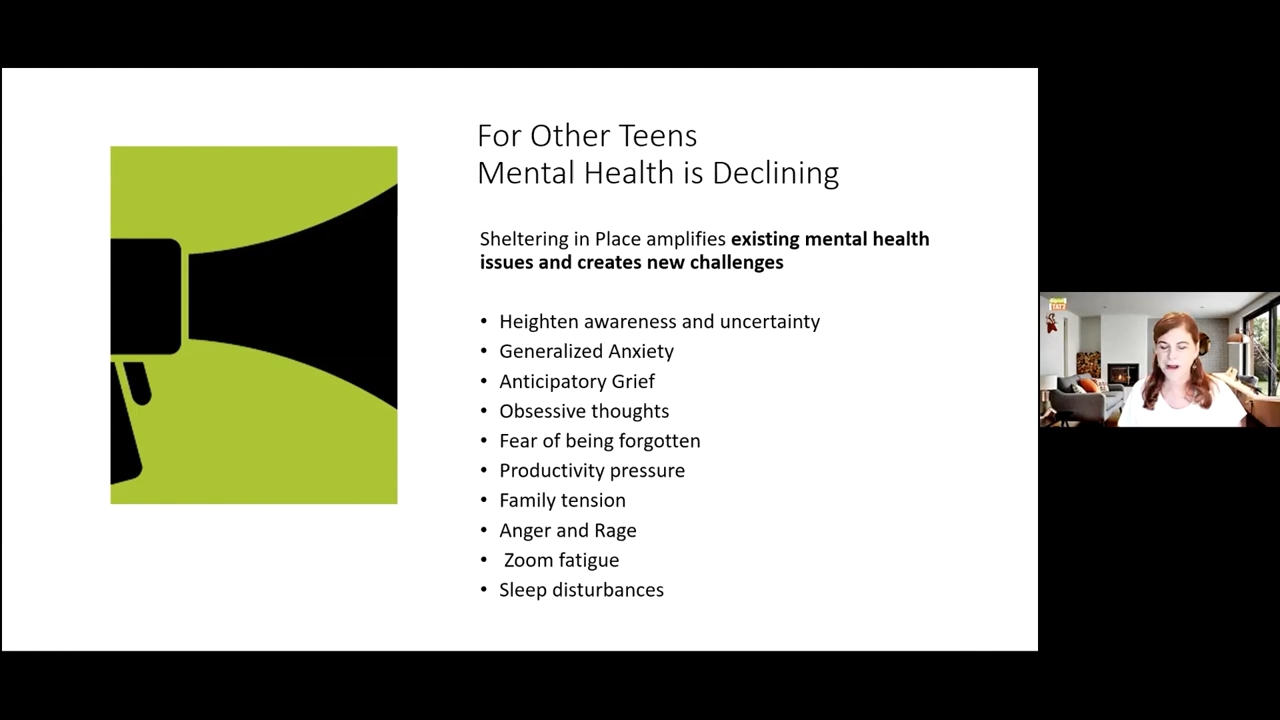 For Other Teens
Mental Health is Declining
Sheltering in Place amplifies existing mental health
issues and creates new challenges
• Heighten awareness and uncertainty
• Generalized Anxiety
• Anticipatory Grief
• Obsessive thoughts
• Fear of being forgotten
• Productivity pressure
• Family tension
• Anger and Rage
• Zoom fatigue
• Sleep disturbances